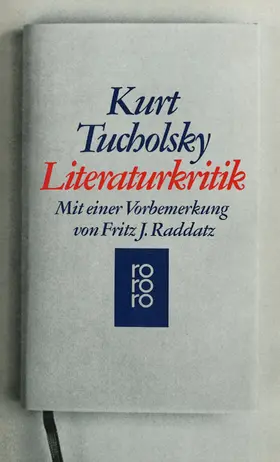 Kurt
Tucholsky
Literaturkritik
Mit einer Vorbemerkung
von Fritz J. Raddatz
ro
ro
ro